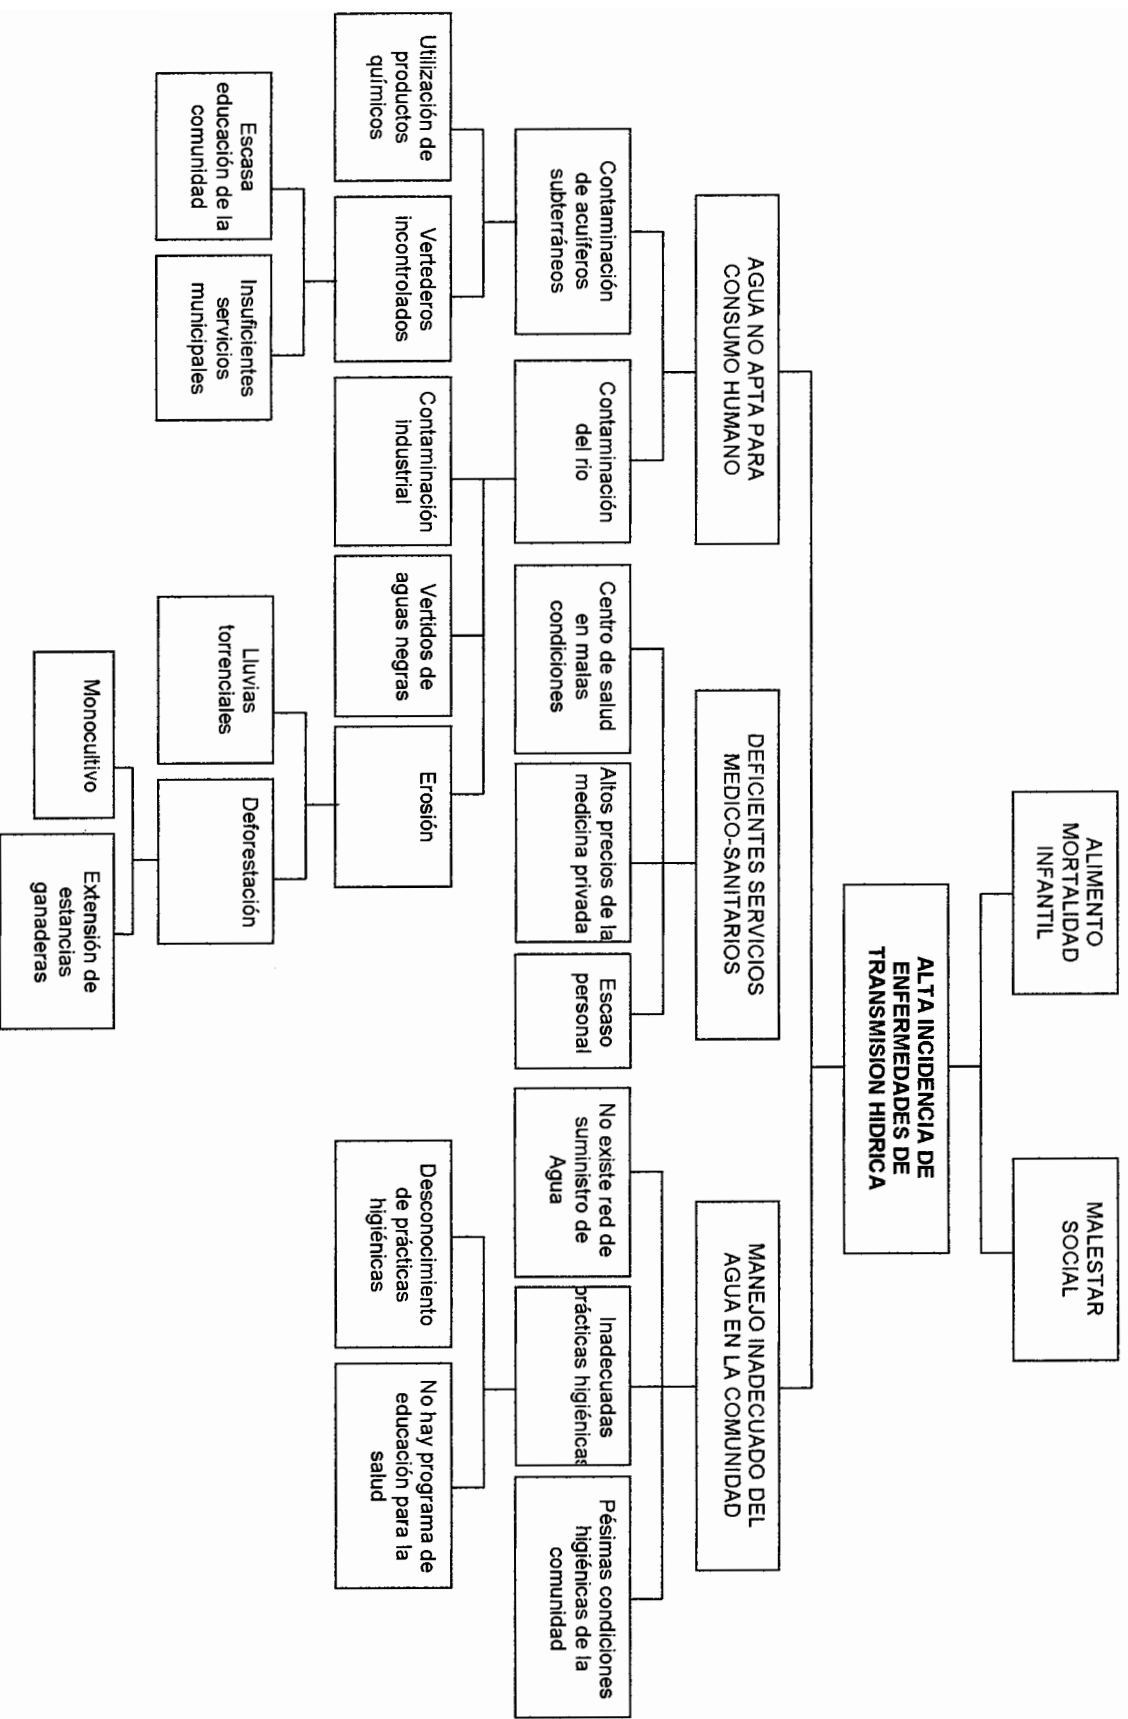 ALIMENTO
MORTALIDAD
INFANTIL
MALESTAR
SOCIAL
ALTA INCIDENCIA DE
ENFERMEDADES DE
TRANSMISION HIDRICA
AGUA NO APTA PARA
CONSUMO HUMANO
DEFICIENTES SERVICIOS
MEDICO-SANITARIOS
MANEJO INADECUADO DEL
AGUA EN LA COMUNIDAD
Contaminación
de acuíferos
subterráneos
Contaminación
del rio
Centro de salud
en malas
condiciones
Altos precios de la
medicina privada
Escaso
personal
No existe red de
suministro de
Agua
Inadecuadas
prácticas higiénicas
Pésimas condiciones
higiénicas de la
comunidad
Utilización de
productos
químicos
Vertederos
incontrolados
Contaminación
industrial
Vertidos de
aguas negras
Erosión
Desconocimiento
de prácticas
higiénicas
No hay programa de
educación para la
salud
Escasa
educación de la
comunidad
Insuficientes
servicios
municipales
Lluvias
torrenciales
Deforestación
Monocultivo
Extensión de
estancias
ganaderas